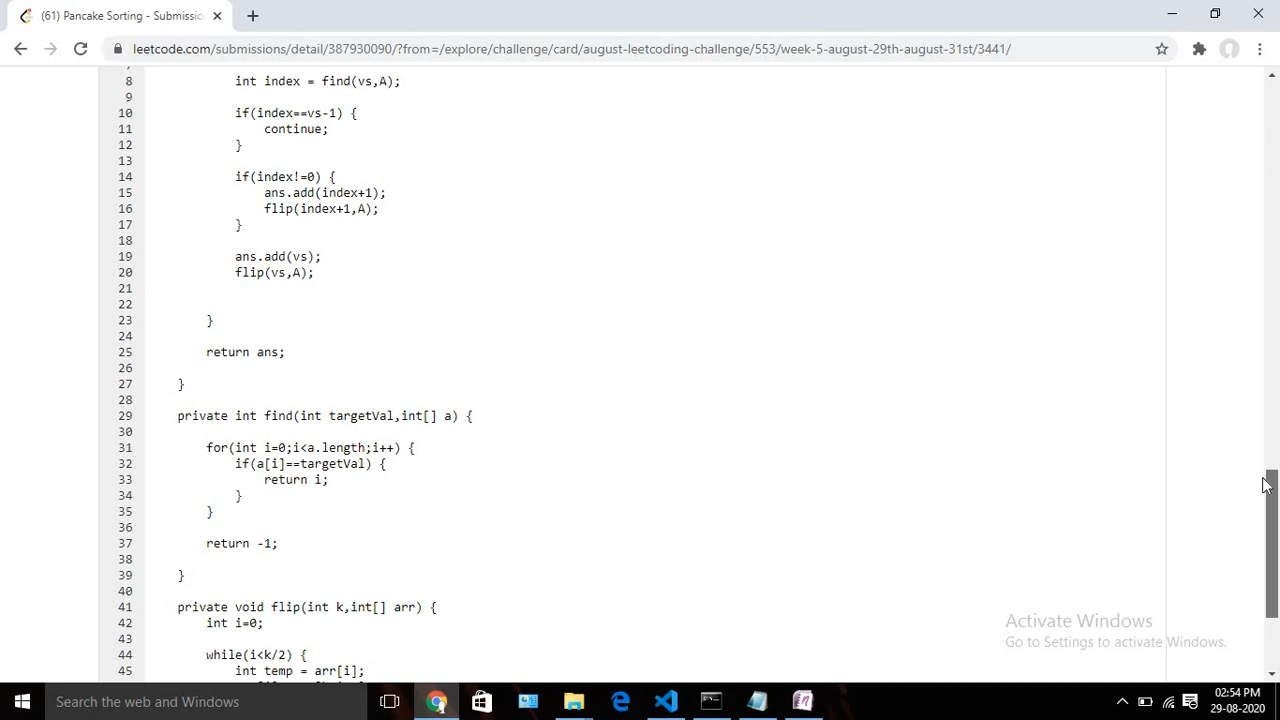 (61) Pancake Sorting - Submissio
leetcode.com/submissions/detail/387930090/?from=/explore/challenge/card/august-leetcoding-challenge/553/week-5-august-29th-august-31st/3441/
8 int index = find(vs,A);
9
10 if(index==vs-1) {
11 continue;
12 }
13
14 if(index!=0) {
15 ans.add(index+1);
16 flip(index+1,A);
17 }
18
19 ans.add(vs);
20 flip(vs,A);
21
22
23 }
24
25 return ans;
26
27 }
28
29 private int find(int targetVal,int[] a) {
30
31 for(int i=0;i<a.length;i++) {
32 if(a[i]==targetVal) {
33 return i;
34 }
35 }
36
37 return -1;
38
39 }
40
41 private void flip(int k,int[] arr) {
42 int i=0;
43
44 while(i<k/2) {
45 int temp = arr[i];
Activate Windows
Go to Settings to activate Windows.
Search the web and Windows
02:54 PM
29-08-2020